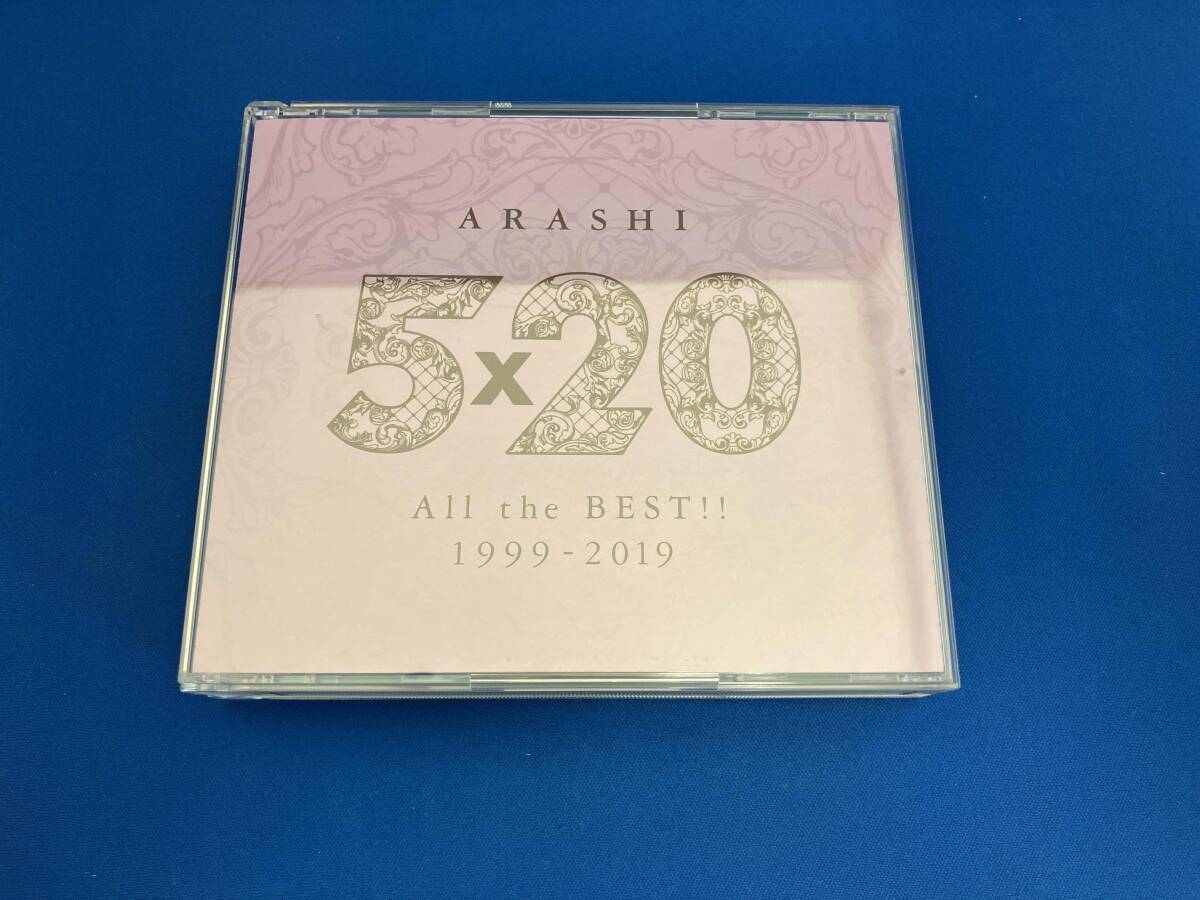 ARASHI
5x20
All the BEST!!
1999-2019